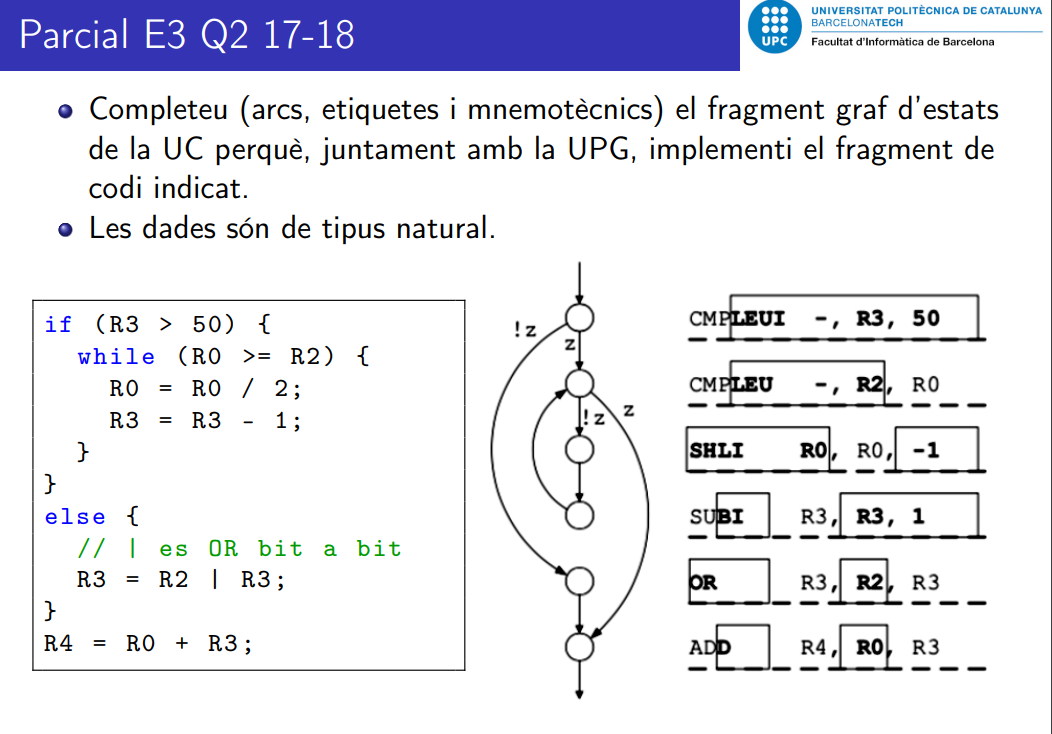 Parcial E3 Q2 17-18
UNIVERSITAT POLITÈCNICA DE CATALUNYA
BARCELONATECH
Facultat d'Informàtica de Barcelona
UPC
Completeu (arcs, etiquetes i mnemotècnics) el fragment graf d'estats
de la UC perquè, juntament amb la UPG, implementi el fragment de
codi indicat.
Les dades són de tipus natural.
if (R3 > 50) {
while (R0 >= R2) {
R0 = R0 / 2;
R3 = R3 - 1;
}
}
else {
// | es OR bit a bit
R3 = R2 | R3;
}
R4 = R0 + R3;
!z
z
!z
z
CMPLEUI -, R3, 50
CMPLEU -, R2, R0
SHLI R0, R0, -1
SUBI R3, R3, 1
OR R3, R2, R3
ADD R4, R0, R3